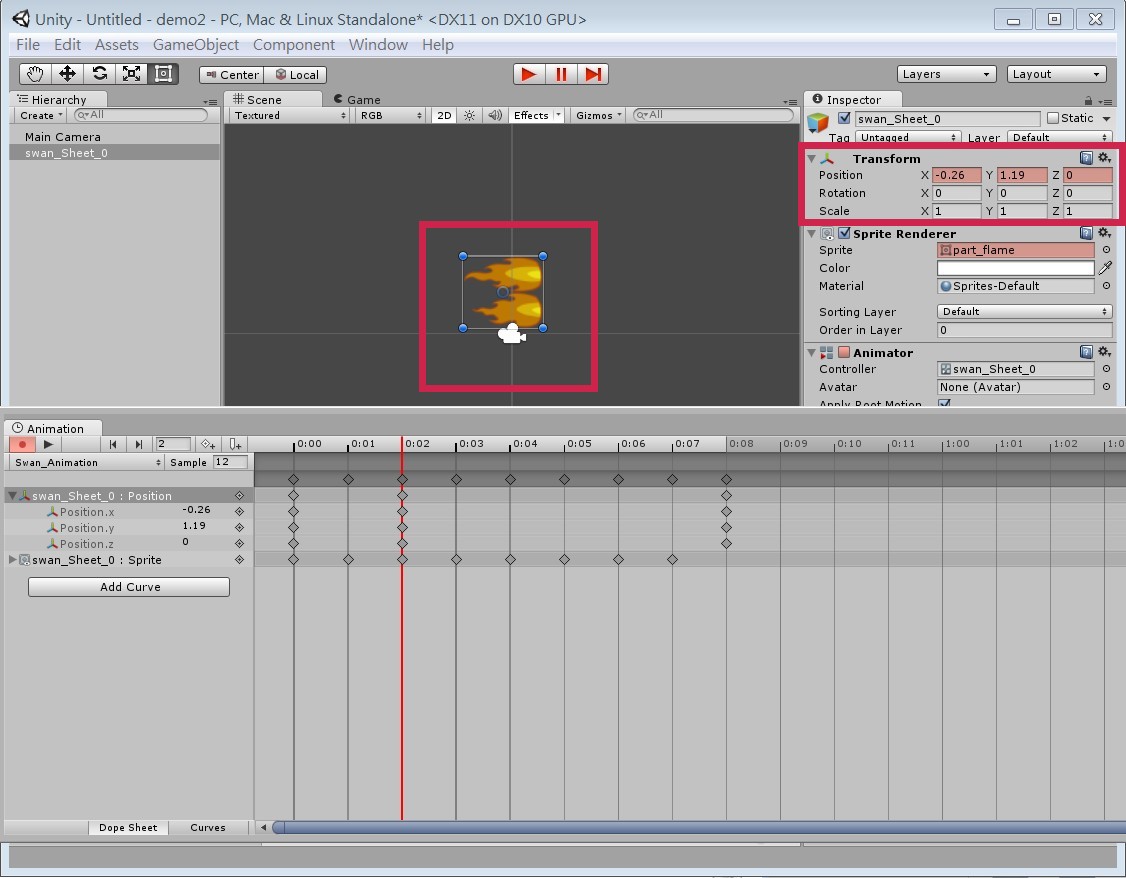 Unity - Untitled - demo2 - PC, Mac & Linux Standalone* <DX11 on DX10 GPU>
File Edit Assets GameObject Component Window Help
Center Local Layers Layout
Hierarchy
Create All
Main Camera
swan_Sheet_0
Scene Game
Textured RGB 2D Effects Gizmos All
Inspector
swan_Sheet_0 Static
Tag Untagged Layer Default
Transform
Position X -0.26 Y 1.19 Z 0
Rotation X 0 Y 0 Z 0
Scale X 1 Y 1 Z 1
Sprite Renderer
Sprite part_flame
Color
Material Sprites-Default
Sorting Layer Default
Order in Layer 0
Animator
Controller swan_Sheet_0
Avatar None (Avatar)
Apply Root Motion
Animation
2 0:00 0:01 0:02 0:03 0:04 0:05 0:06 0:07 0:08 0:09 0:10 0:11 1:00 1:01 1:02 1:0
Swan_Animation Sample 12
swan_Sheet_0 : Position
Position.x -0.26
Position.y 1.19
Position.z 0
swan_Sheet_0 : Sprite
Add Curve
Dope Sheet Curves